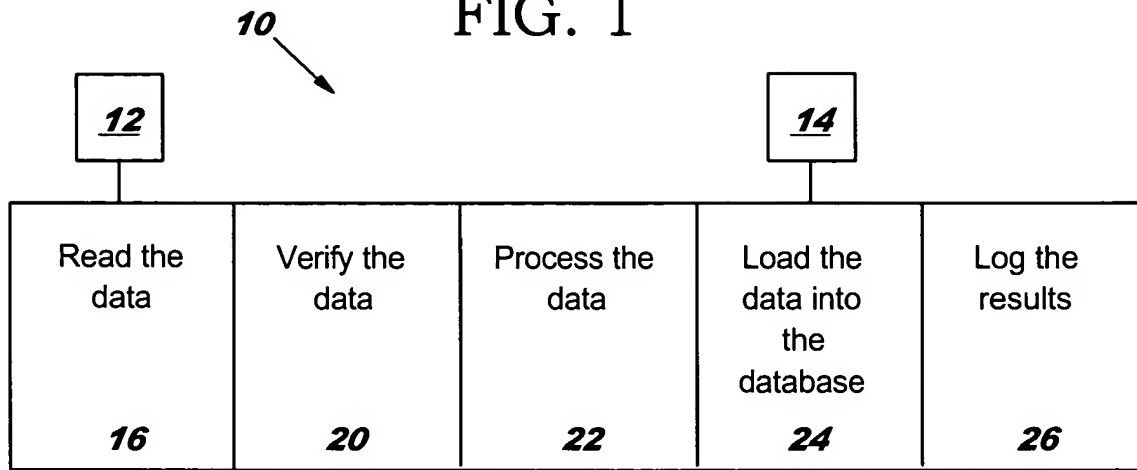 FIG. 1
10
12
14
Read the
data
16
Verify the
data
20
Process the
data
22
Load the
data into
the
database
24
Log the
results
26